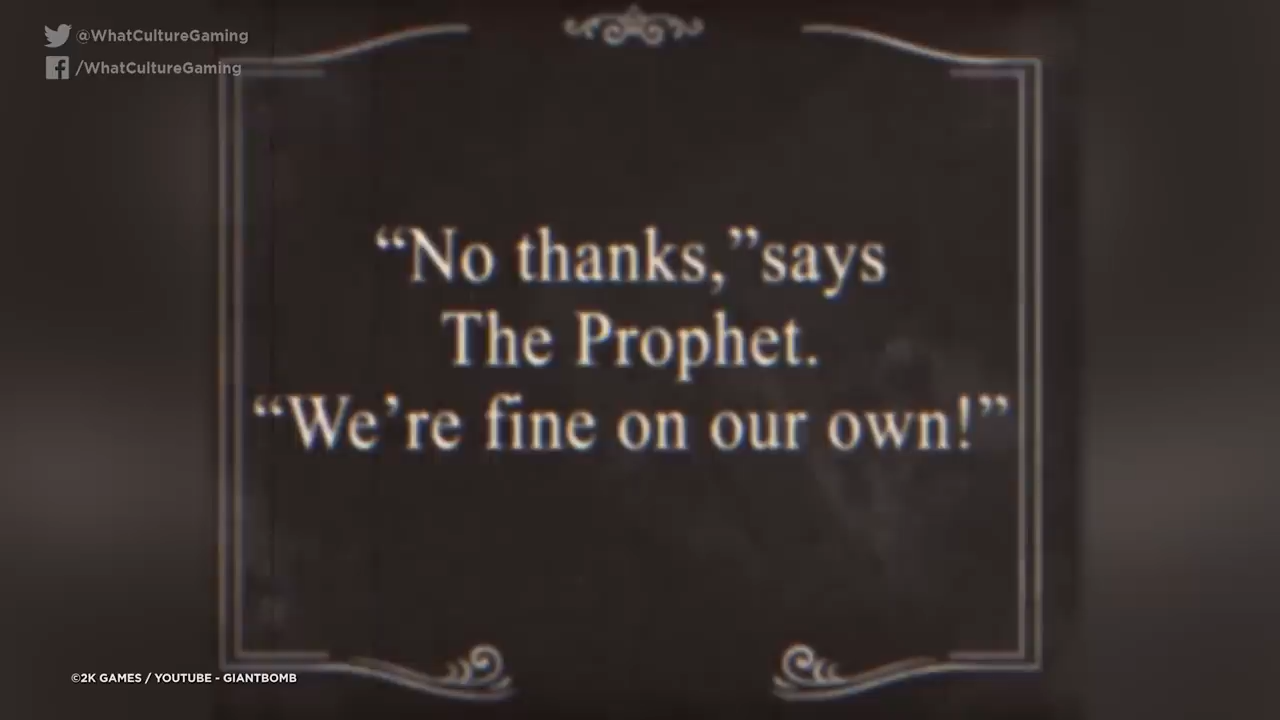 @WhatCultureGaming
/WhatCultureGaming
“No thanks,”says
The Prophet.
“We’re fine on our own!”
©2K GAMES / YOUTUBE - GIANTBOMB